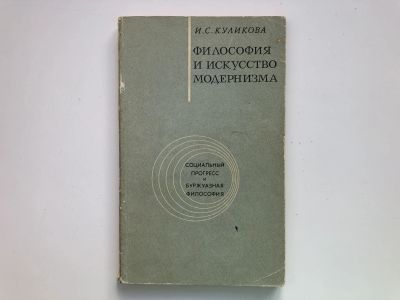 И.С.КУЛИКОВА
ФИЛОСОФИЯ
И ИСКУССТВО
МОДЕРНИЗМА
СОЦИАЛЬНЫЙ
ПРОГРЕСС
И
БУРЖУАЗНАЯ
ФИЛОСОФИЯ